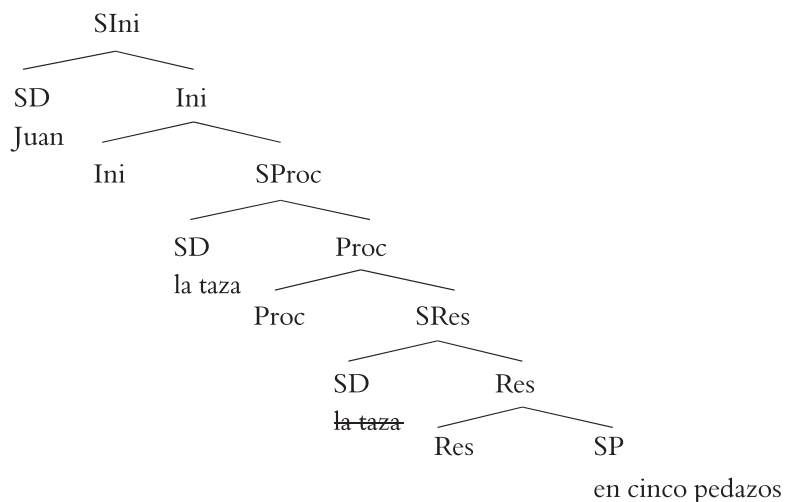 SIni
SD Ini
Juan
Ini SProc
SD Proc
la taza
Proc SRes
SD Res
la taza
Res SP
en cinco pedazos